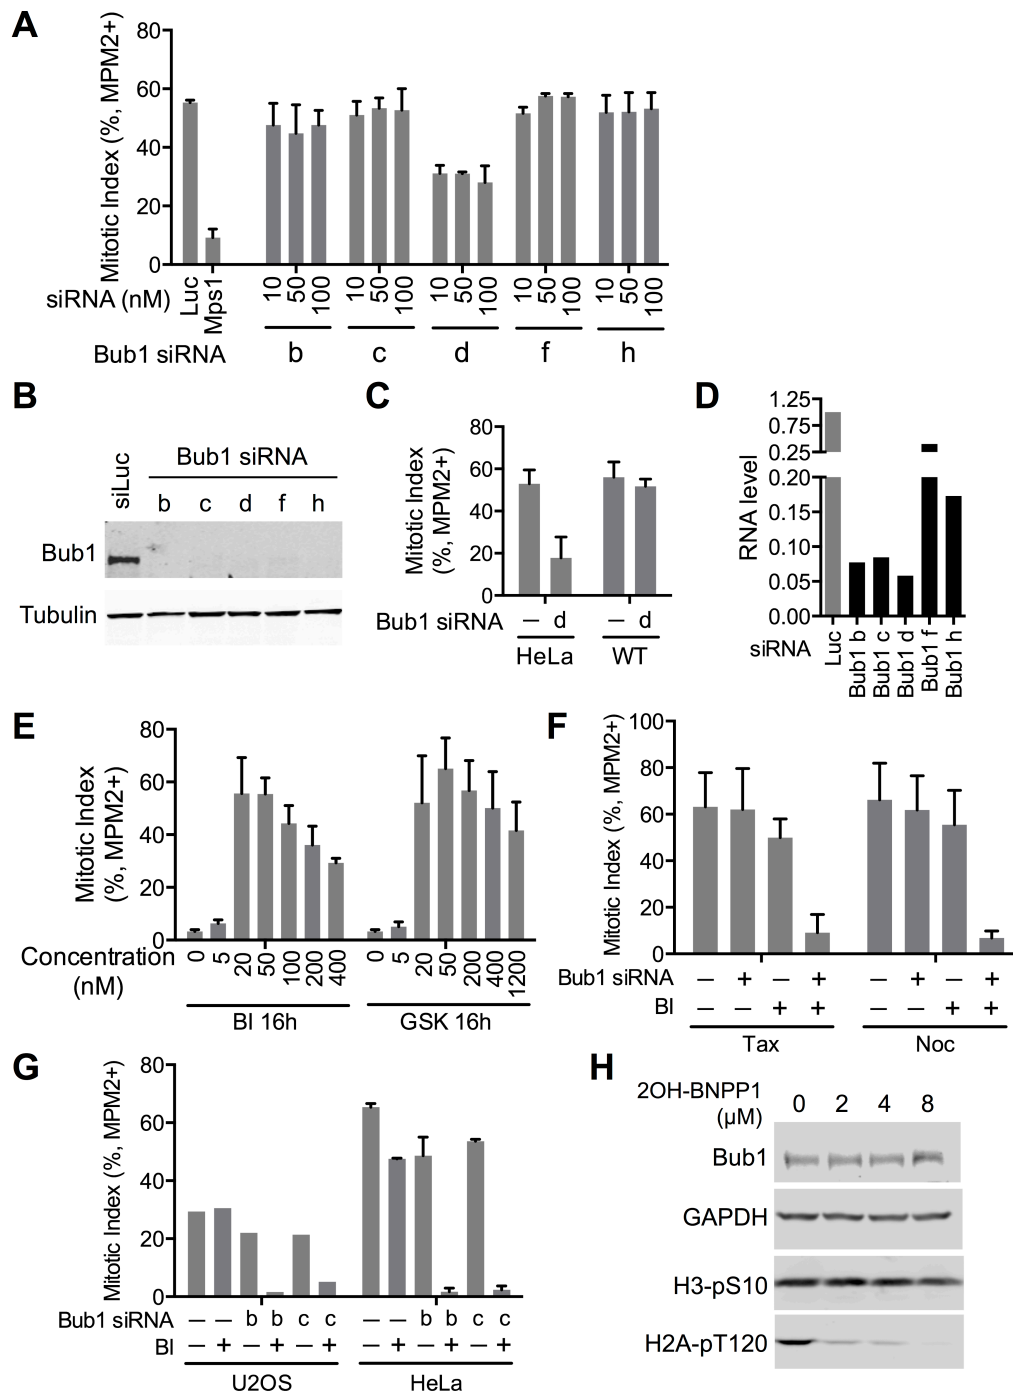 A
Mitotic Index (%, MPM2+)
80
60
40
20
0
siRNA (nM)
Luc
Mps1
10
50
100
10
50
100
10
50
100
10
50
100
10
50
100
Bub1 siRNA
b c d f h
B
siLuc
Bub1 siRNA
b c d f h
Bub1
Tubulin
C
Mitotic Index
(%, MPM2+)
80
60
40
20
0
Bub1 siRNA – d – d
HeLa WT
D
RNA level
1.25
0.75
0.25
0.20
0.15
0.10
0.05
0.00
siRNA
Luc
Bub1 b
Bub1 c
Bub1 d
Bub1 f
Bub1 h
E
Mitotic Index
(%, MPM2+)
80
60
40
20
0
Concentration
(nM)
0
5
20
50
100
200
400
0
5
20
50
200
400
1200
BI 16h GSK 16h
F
Mitotic Index (%, MPM2+)
100
80
60
40
20
0
Bub1 siRNA – + – + – + – +
BI – – + + – – + +
Tax Noc
G
Mitotic Index (%, MPM2+)
80
60
40
20
0
Bub1 siRNA – – b b c c – – b b c c
BI – + – + – + – + – + – +
U2OS HeLa
H
2OH-BNPP1
(µM)
0 2 4 8
Bub1
GAPDH
H3-pS10
H2A-pT120